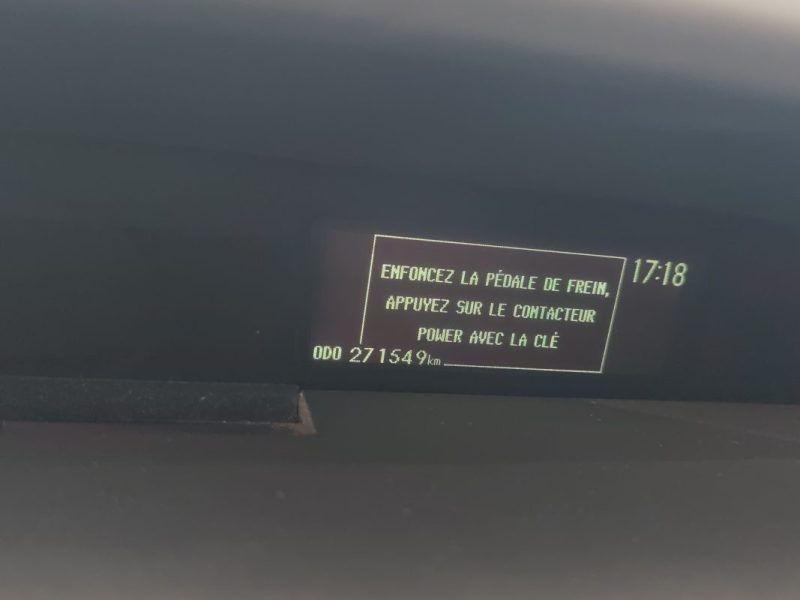 ENFONCEZ LA PÉDALE DE FREIN,
APPUYEZ SUR LE CONTACTEUR
POWER AVEC LA CLÉ
17:18
ODO 271549km